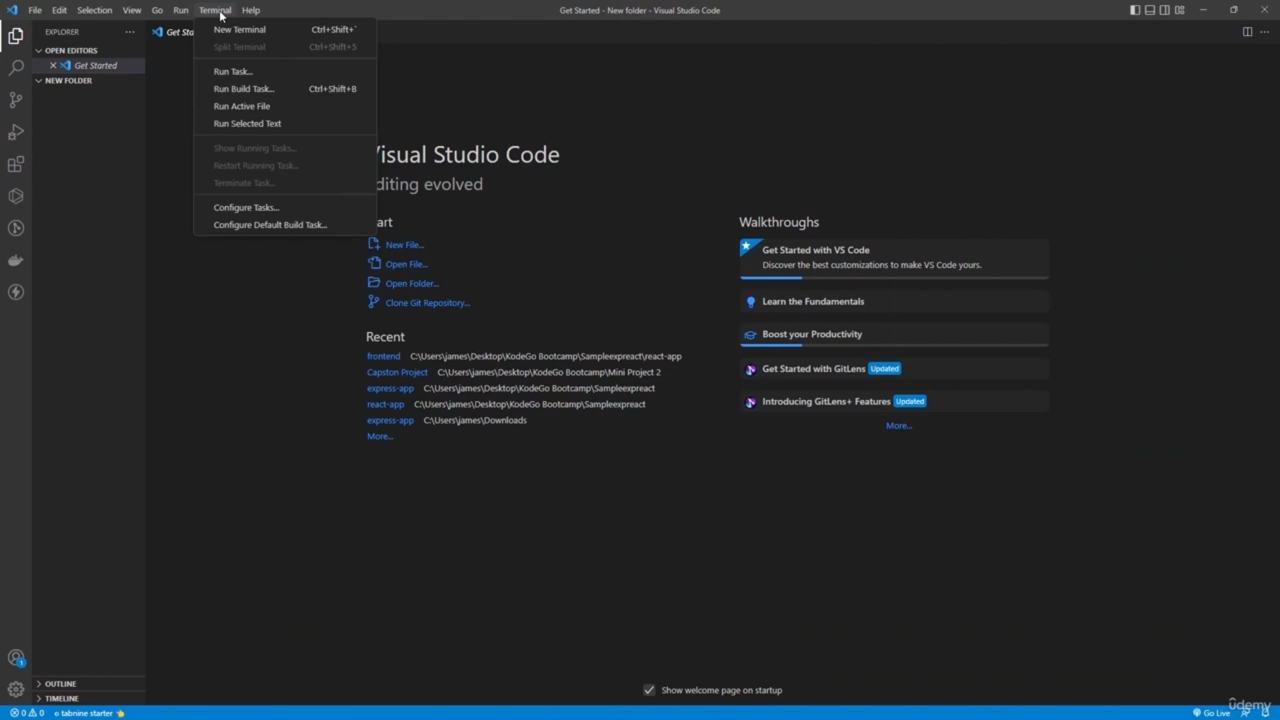 File Edit Selection View Go Run Terminal Help
Get Started - New folder - Visual Studio Code
EXPLORER
OPEN EDITORS
Get Started
NEW FOLDER
OUTLINE
TIMELINE
Get Sta
New Terminal Ctrl+Shift+`
Split Terminal Ctrl+Shift+5
Run Task...
Run Build Task... Ctrl+Shift+B
Run Active File
Run Selected Text
Show Running Tasks...
Restart Running Task...
Terminate Task...
Configure Tasks...
Configure Default Build Task...
Visual Studio Code
diting evolved
art
New File...
Open File...
Open Folder...
Clone Git Repository...
Recent
frontend C:\Users\james\Desktop\KodeGo Bootcamp\Sampleexpreact\react-app
Capston Project C:\Users\james\Desktop\KodeGo Bootcamp\Mini Project 2
express-app C:\Users\james\Desktop\KodeGo Bootcamp\Sampleexpreact
react-app C:\Users\james\Desktop\KodeGo Bootcamp\Sampleexpreact
express-app C:\Users\james\Downloads
More...
Walkthroughs
Get Started with VS Code
Discover the best customizations to make VS Code yours.
Learn the Fundamentals
Boost your Productivity
Get Started with GitLens Updated
Introducing GitLens+ Features Updated
More...
Show welcome page on startup
1
0 0 tabnine starter
Go Live
udemy